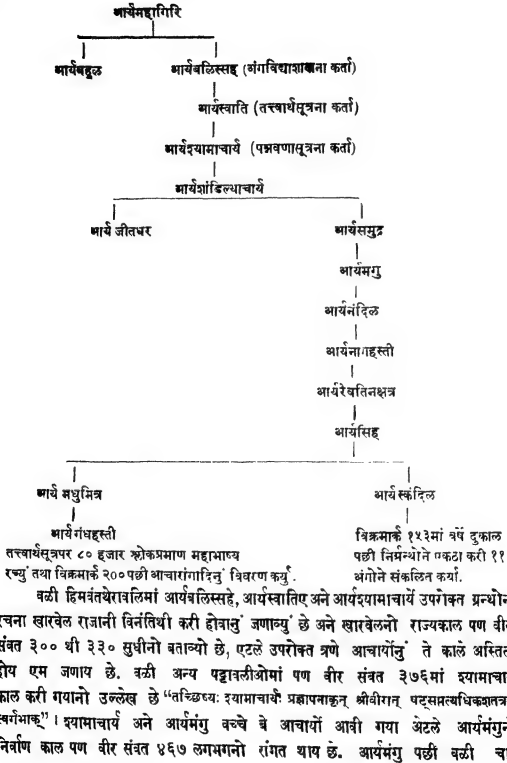 आर्यमहागिरि
आर्यबहुल आर्यबलिस्सह (अंगविद्याशास्त्रना कर्ता)
आर्यस्वाति (तत्त्वार्थसूत्रना कर्ता)
आर्यश्यामाचार्य (पन्नवणासूत्रना कर्ता)
आर्यशांडिल्याचार्य
आर्य जीतधर आर्यसमुद्र
आर्यमगु
आर्यनंदिल
आर्यनागहस्ती
आर्यरेवतिनक्षत्र
आर्यसिंह
आर्य मधुमित्र आर्यस्कंदिल
आर्यगंधहस्ती
तत्त्वार्थसूत्रपर ८० हजार श्लोकप्रमाण महाभाष्य
रच्युं तथा विक्रमार्क २०० पछी आचारांगादिनुं विवरण कर्युं.
विक्रमार्क १५३मां वर्षे दुकाल
पछी निर्ग्रन्थोने एकठा करी ११
अंगोने संकलित कर्या.
वळी हिमवंतथेरावलिमां आर्यबलिस्सहे, आर्यस्वातिए अने आर्यश्यामाचार्ये उपरोक्त ग्रन्थोन
रचना खारवेल राजानी विनंतिथी करी होवानुं जणाव्युं छे अने खारवेलनो राज्यकाल पण वीर
संवत ३०० थी ३३० सुधीनो बताव्यो छे, एटले उपरोक्त त्रणे आचार्योनुं ते काले अस्तित्
होय एम जणाय छे. वळी अन्य पट्टावलीओमां पण वीर संवत ३७६मां श्यामाचा
काल करी गयानो उल्लेख छे "तच्छिष्यः श्यामार्चयः प्रज्ञापनाकृन् श्रीवीरान् षट्सप्तत्यधिकशतत्र
स्वर्गभाक्"। श्यामाचार्य अने आर्यमंगु वच्चे बे आचार्यो आवी गया अेटले आर्यमंगुन
निर्वाण काल पण वीर संवत ४६७ लगभगनो संगत थाय छे. आर्यमंगु पछी वळी चा